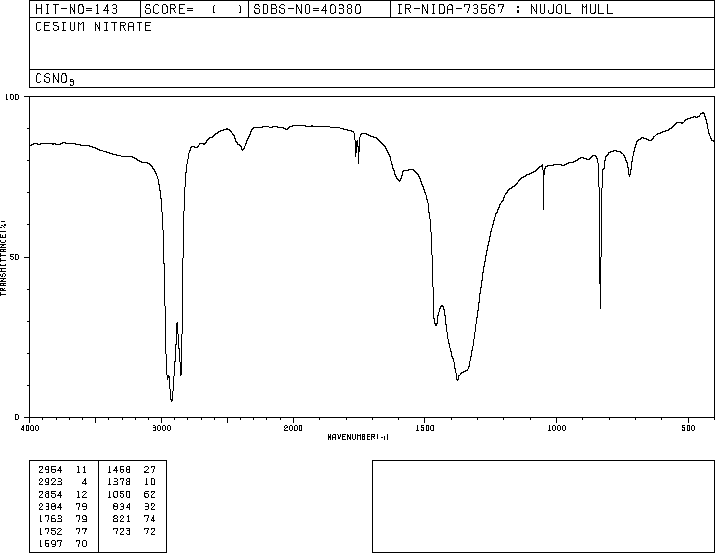 HIT-NO=143 SCORE= ( ) SDBS-NO=40380 IR-NIDA-73567 : NUJOL MULL
CESIUM NITRATE
CSNO3
100
50
0
TRANSMITTANCE(%)
4000 3000 2000 1500 1000 500
WAVENUMBER(-1)
2954 11 1458 27
2923 4 1378 10
2854 12 1050 62
2384 79 834 32
1763 79 821 74
1752 77 723 72
1597 70